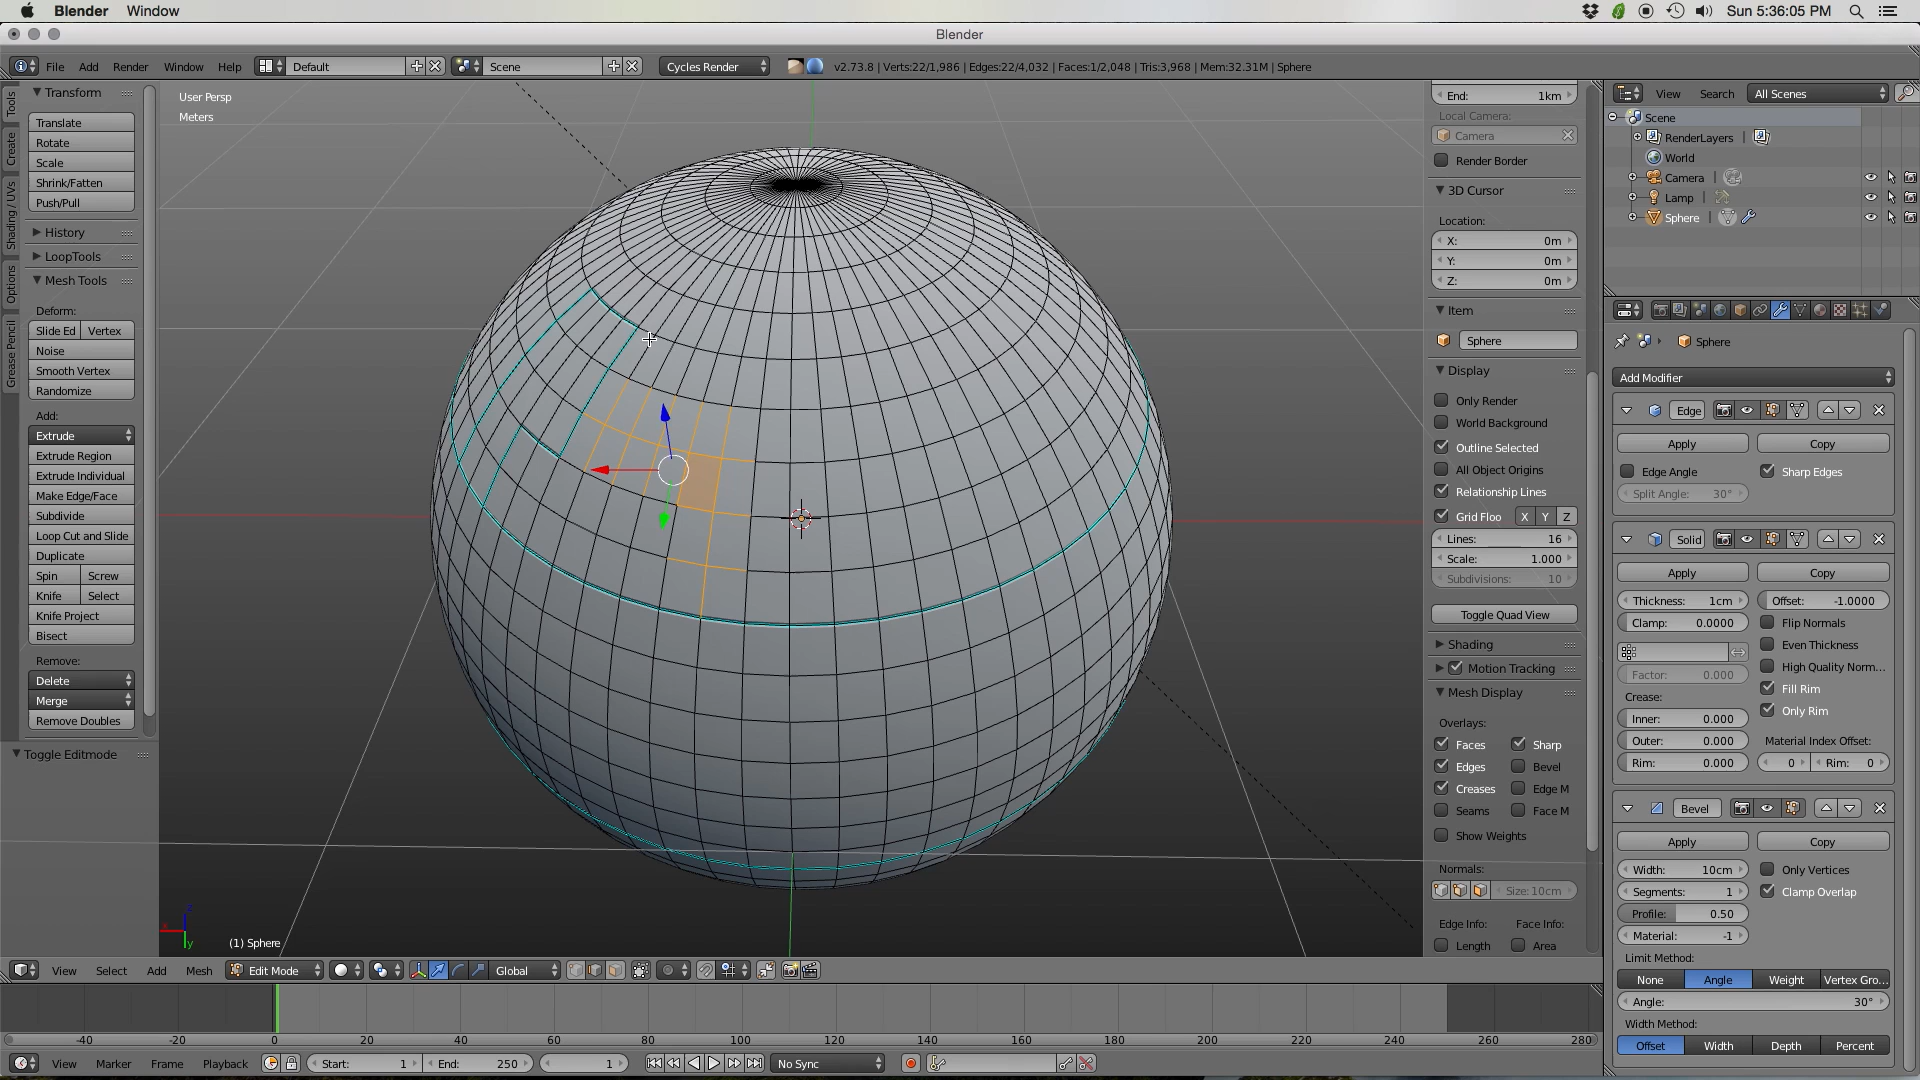 Blender Window Sun 5:36:05 PM
Blender
File Add Render Window Help Default Scene Cycles Render v2.73.8 | Verts:22/1,986 | Edges:22/4,032 | Faces:1/2,048 | Tris:3,968 | Mem:32.31M | Sphere
Tools
Create
Shading / UVs
Options
Grease Pencil
Transform
Translate
Rotate
Scale
Shrink/Fatten
Push/Pull
History
LoopTools
Mesh Tools
Deform:
Slide Ed Vertex
Noise
Smooth Vertex
Randomize
Add:
Extrude
Extrude Region
Extrude Individual
Make Edge/Face
Subdivide
Loop Cut and Slide
Duplicate
Spin Screw
Knife Select
Knife Project
Bisect
Remove:
Delete
Merge
Remove Doubles
Toggle Editmode
User Persp
Meters
z
y
(1) Sphere
End: 1km
Local Camera:
Camera
Render Border
3D Cursor
Location:
X: 0m
Y: 0m
Z: 0m
Item
Sphere
Display
Only Render
World Background
Outline Selected
All Object Origins
Relationship Lines
Grid Floo X Y Z
Lines: 16
Scale: 1.000
Subdivisions: 10
Toggle Quad View
Shading
Motion Tracking
Mesh Display
Overlays:
Faces Sharp
Edges Bevel
Creases Edge M
Seams Face M
Show Weights
Normals:
Size: 10cm
Edge Info: Face Info:
Length Area
View Search All Scenes
Scene
RenderLayers
World
Camera
Lamp
Sphere
Sphere
Add Modifier
Edge
Apply Copy
Edge Angle Sharp Edges
Split Angle: 30°
Solid
Apply Copy
Thickness: 1cm Offset: -1.0000
Clamp: 0.0000 Flip Normals
Even Thickness
High Quality Norm...
Factor: 0.000 Fill Rim
Crease: Only Rim
Inner: 0.000
Outer: 0.000 Material Index Offset:
Rim: 0.000 0 Rim: 0
Bevel
Apply Copy
Width: 10cm Only Vertices
Segments: 1 Clamp Overlap
Profile: 0.50
Material: -1
Limit Method:
None Angle Weight Vertex Gro...
Angle: 30°
Width Method:
Offset Width Depth Percent
View Select Add Mesh Edit Mode Global
-40 -20 0 20 40 60 80 100 120 140 160 180 200 220 240 260 280
View Marker Frame Playback Start: 1 End: 250 1 No Sync